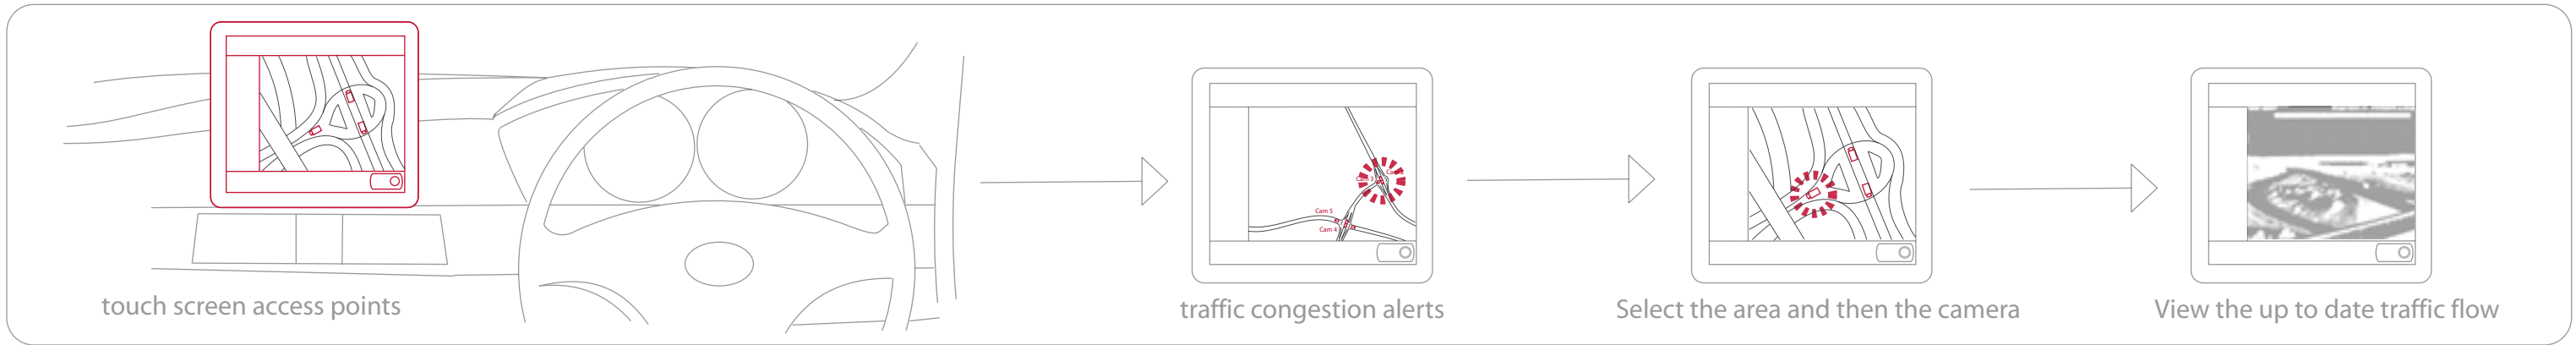 touch screen access points
traffic congestion alerts
Cam 5
Cam 4
Select the area and then the camera
View the up to date traffic flow